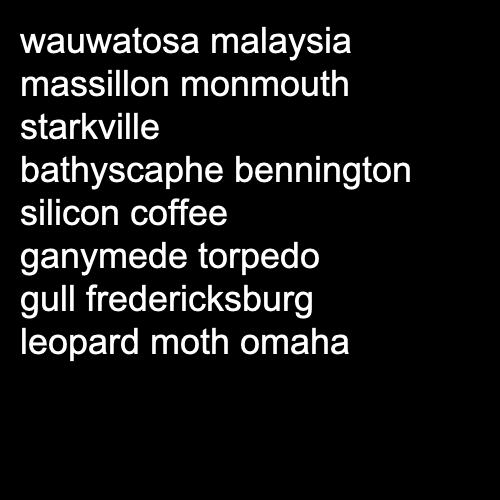 wauwatosa malaysia
massillon monmouth
starkville
bathyscaphe bennington
silicon coffee
ganymede torpedo
gull fredericksburg
leopard moth omaha